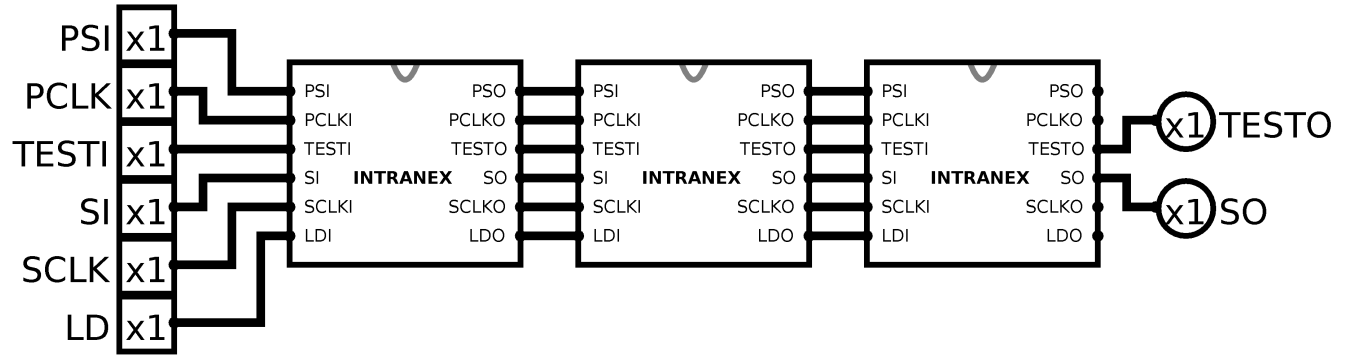 PSI x1
PCLK x1
TESTI x1
SI x1
SCLK x1
LD x1
PSI PSO
PCLKI PCLKO
TESTI TESTO
SI INTRANEX SO
SCLKI SCLKO
LDI LDO
PSI PSO
PCLKI PCLKO
TESTI TESTO
SI INTRANEX SO
SCLKI SCLKO
LDI LDO
PSI PSO
PCLKI PCLKO
TESTI TESTO
SI INTRANEX SO
SCLKI SCLKO
LDI LDO
x1 TESTO
x1 SO